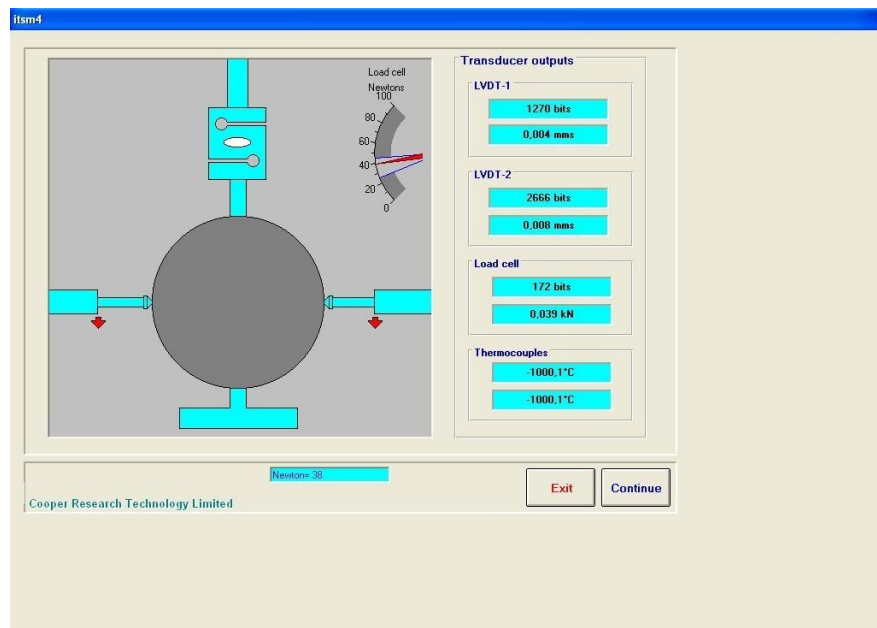 itsm4
Load cell
Newtons
100
80
60
40
20
0
Transducer outputs
LVDT-1
1270 bits
0,004 mms
LVDT-2
2666 bits
0,008 mms
Load cell
172 bits
0,039 kN
Thermocouples
-1000,1°C
-1000,1°C
Newton= 38
Exit
Continue
Cooper Research Technology Limited